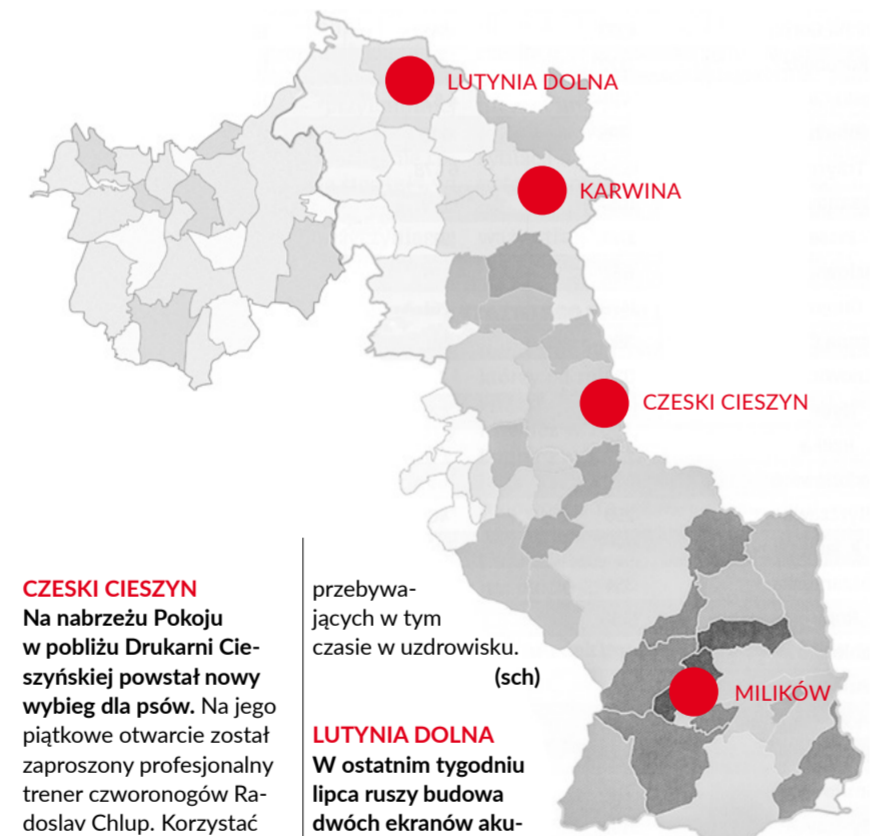 LUTYNIA DOLNA
KARWINA
CZESKI CIESZYN
MILIKÓW
CZESKI CIESZYN
Na nabrzeżu Pokoju
w pobliżu Drukarni Cie-
szyńskiej powstał nowy
wybieg dla psów. Na jego
piątkowe otwarcie został
zaproszony profesjonalny
trener czworonogów Ra-
doslav Chlup. Korzystać
przebywa-
jących w tym
czasie w uzdrowisku.
(sch)
LUTYNIA DOLNA
W ostatnim tygodniu
lipca ruszy budowa
dwóch ekranów aku-